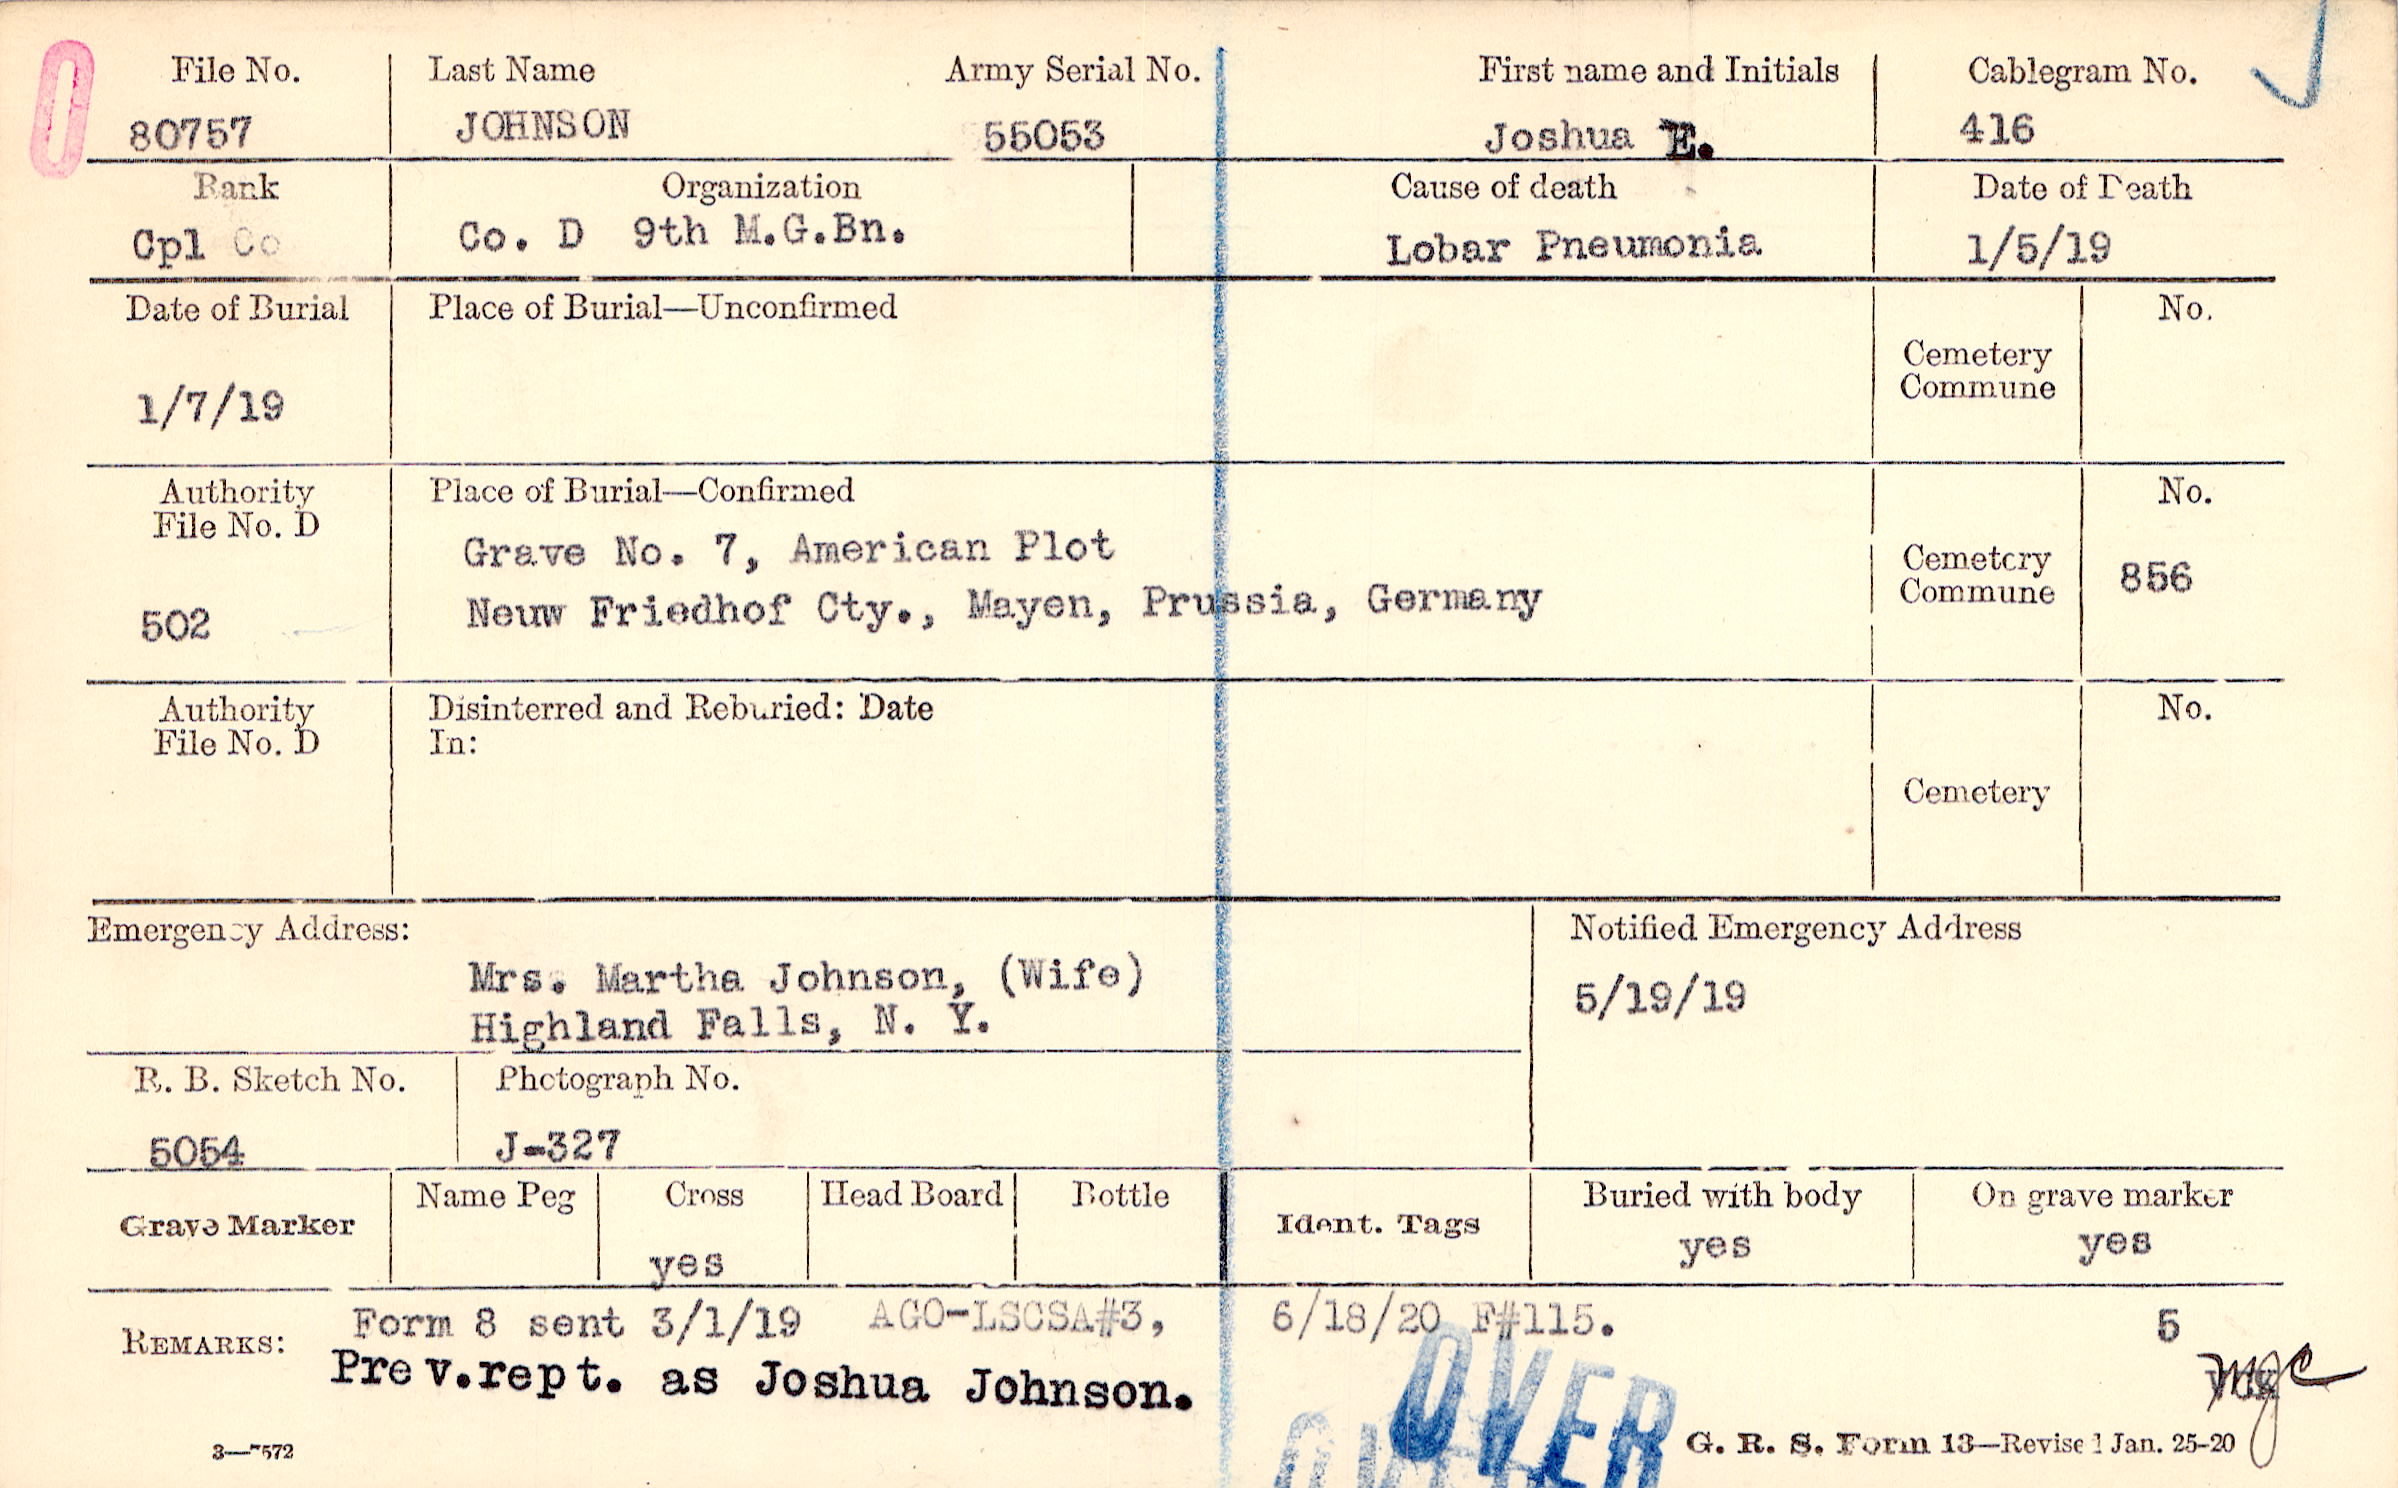 0
File No. Last Name Army Serial No. First name and Initials Cablegram No.
80757 JOHNSON 55053 Joshua E. 416
Rank Organization Cause of death Date of Death
Cpl Co Co. D 9th M.G.Bn. Lobar Pneumonia 1/5/19
Date of Burial Place of Burial—Unconfirmed No.
Cemetery
Commune
1/7/19
Authority Place of Burial—Confirmed No.
File No. D
Grave No. 7, American Plot
Cemetery
Commune 856
502 Neuw Friedhof Cty., Mayen, Prussia, Germany
Authority Disinterred and Reburied: Date No.
File No. D In:
Cemetery
Emergency Address: Notified Emergency Address
Mrs. Martha Johnson, (Wife) 5/19/19
Highland Falls, N. Y.
R. B. Sketch No. Photograph No.
5054 J-327
Grave Marker Name Peg Cross Head Board Bottle Ident. Tags Buried with body On grave marker
yes yes yes
REMARKS: Form 8 sent 3/1/19 AGO-LSCSA#3, 6/18/20 F#115. 5
Prev.rept. as Joshua Johnson.
OVER
OVER
3—7572 G. R. S. Form 13—Revised Jan. 25-20